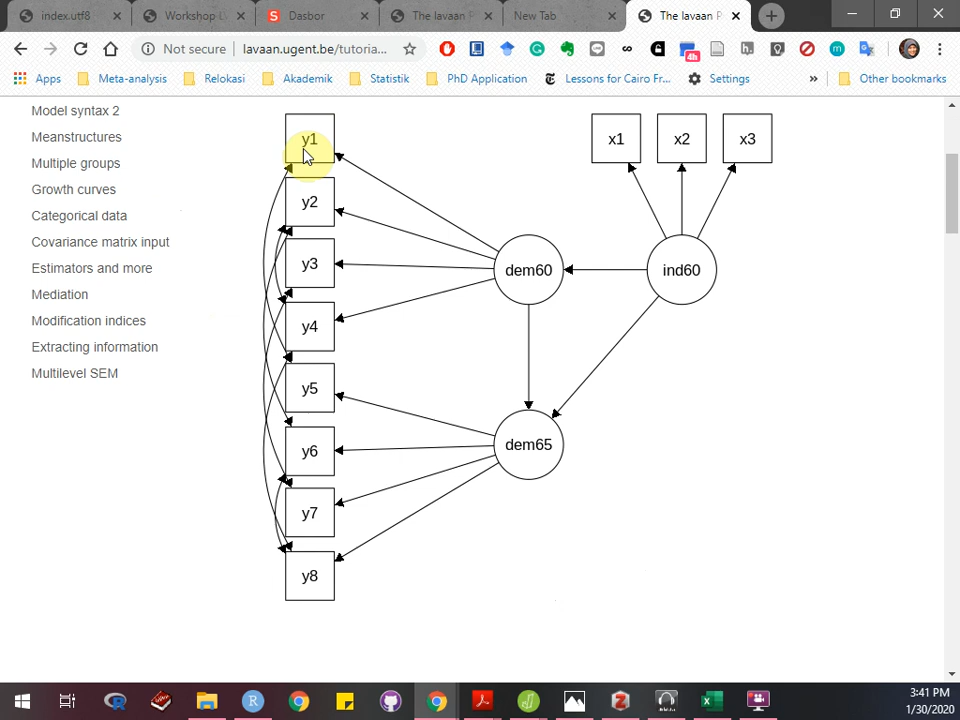 index.utf8
Workshop L
Dasbor
The lavaan P
New Tab
The lavaan P
Not secure
lavaan.ugent.be/tutoria...
4h
h.
Apps
Meta-analysis
Relokasi
Akademik
Statistik
PhD Application
Lessons for Cairo Fr...
Settings
»
Other bookmarks
Model syntax 2
Meanstructures
Multiple groups
Growth curves
Categorical data
Covariance matrix input
Estimators and more
Mediation
Modification indices
Extracting information
Multilevel SEM
y1
y2
y3
y4
y5
y6
y7
y8
x1
x2
x3
dem60
ind60
dem65
3:41 PM
1/30/2020